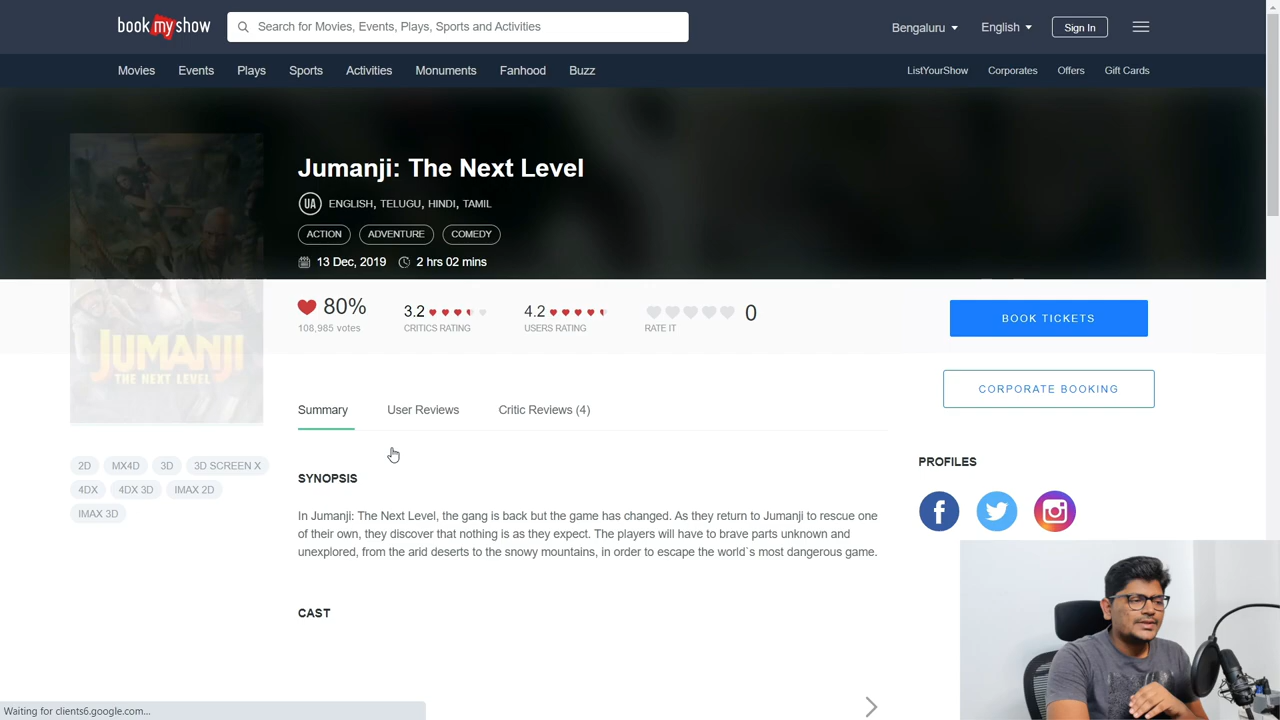 book my show
Search for Movies, Events, Plays, Sports and Activities
Bengaluru
English
Sign In
Movies
Events
Plays
Sports
Activities
Monuments
Fanhood
Buzz
ListYourShow
Corporates
Offers
Gift Cards
Jumanji: The Next Level
UA
ENGLISH, TELUGU, HINDI, TAMIL
ACTION
ADVENTURE
COMEDY
13 Dec, 2019
2 hrs 02 mins
JUMANJI
THE NEXT LEVEL
80%
108,985 votes
3.2
CRITICS RATING
4.2
USERS RATING
RATE IT
0
BOOK TICKETS
CORPORATE BOOKING
2D
MX4D
3D
3D SCREEN X
4DX
4DX 3D
IMAX 2D
IMAX 3D
Summary
User Reviews
Critic Reviews (4)
SYNOPSIS
In Jumanji: The Next Level, the gang is back but the game has changed. As they return to Jumanji to rescue one
of their own, they discover that nothing is as they expect. The players will have to brave parts unknown and
unexplored, from the arid deserts to the snowy mountains, in order to escape the world`s most dangerous game.
CAST
PROFILES
Waiting for clients6.google.com...